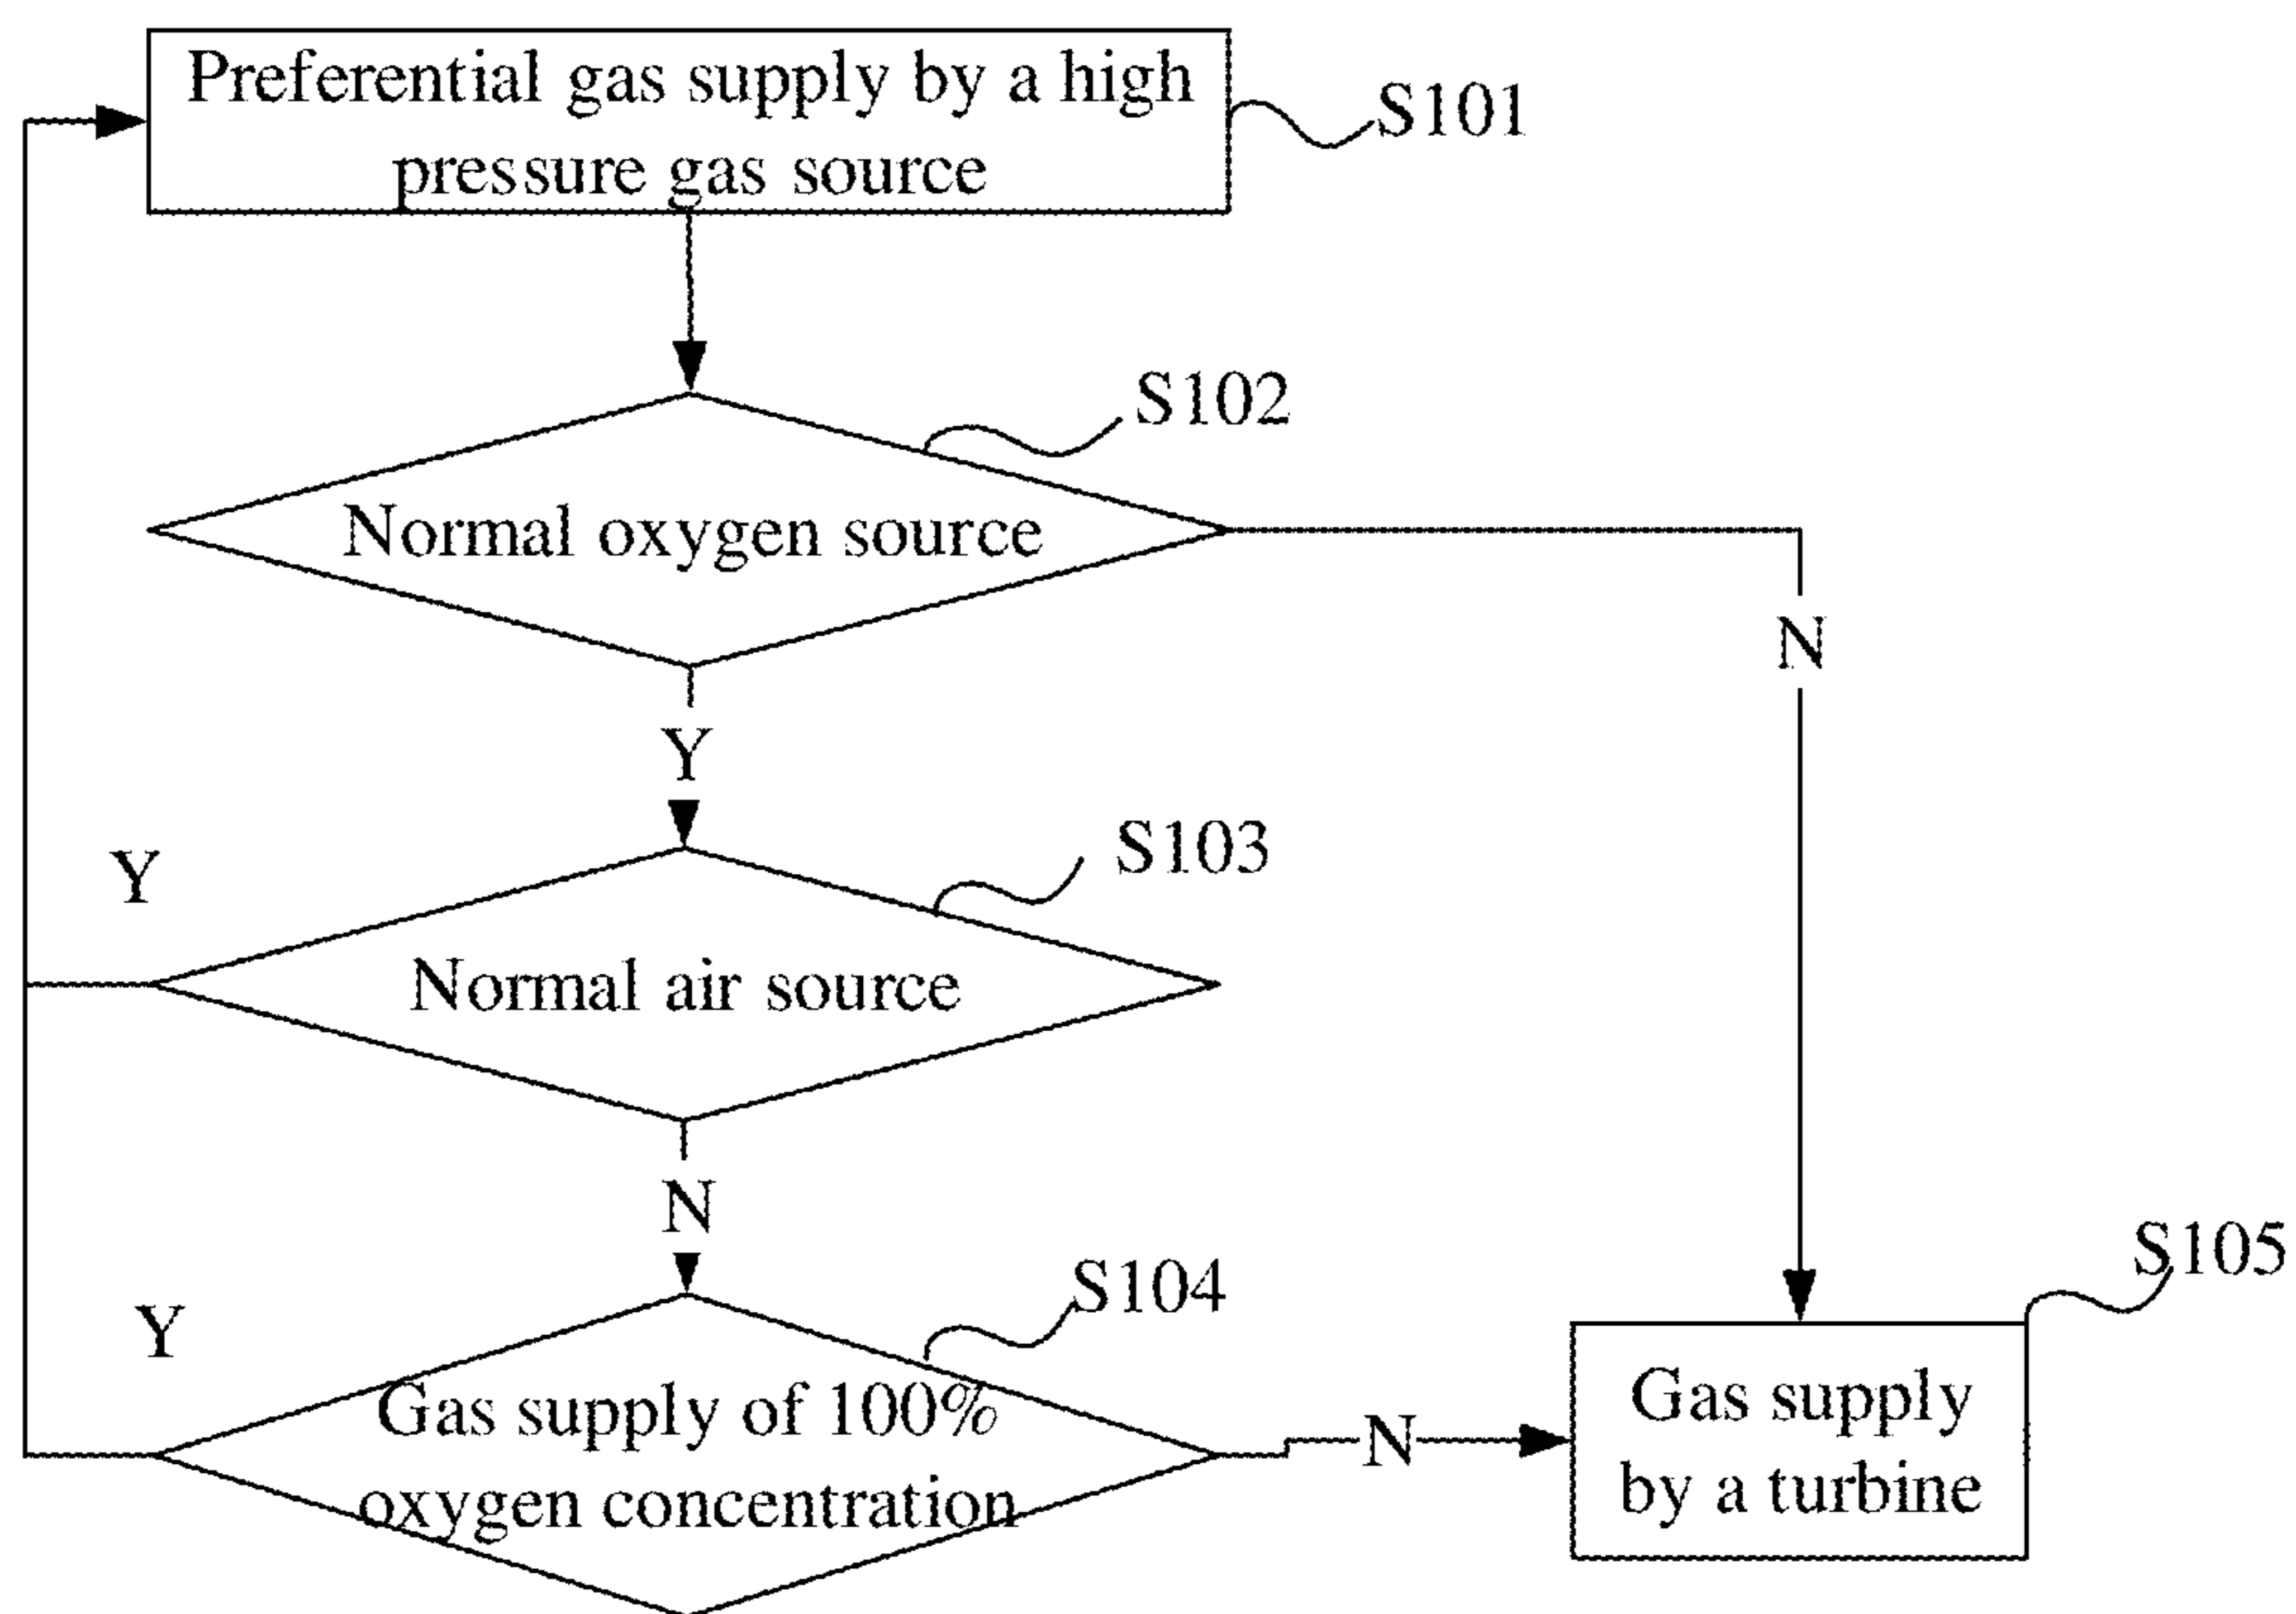 Preferential gas supply by a high
pressure gas source
S101
S102
Normal oxygen source
N
Y
S103
Y
Normal air source
N
S104
S105
Y
Gas supply of 100%
oxygen concentration
N
Gas supply
by a turbine